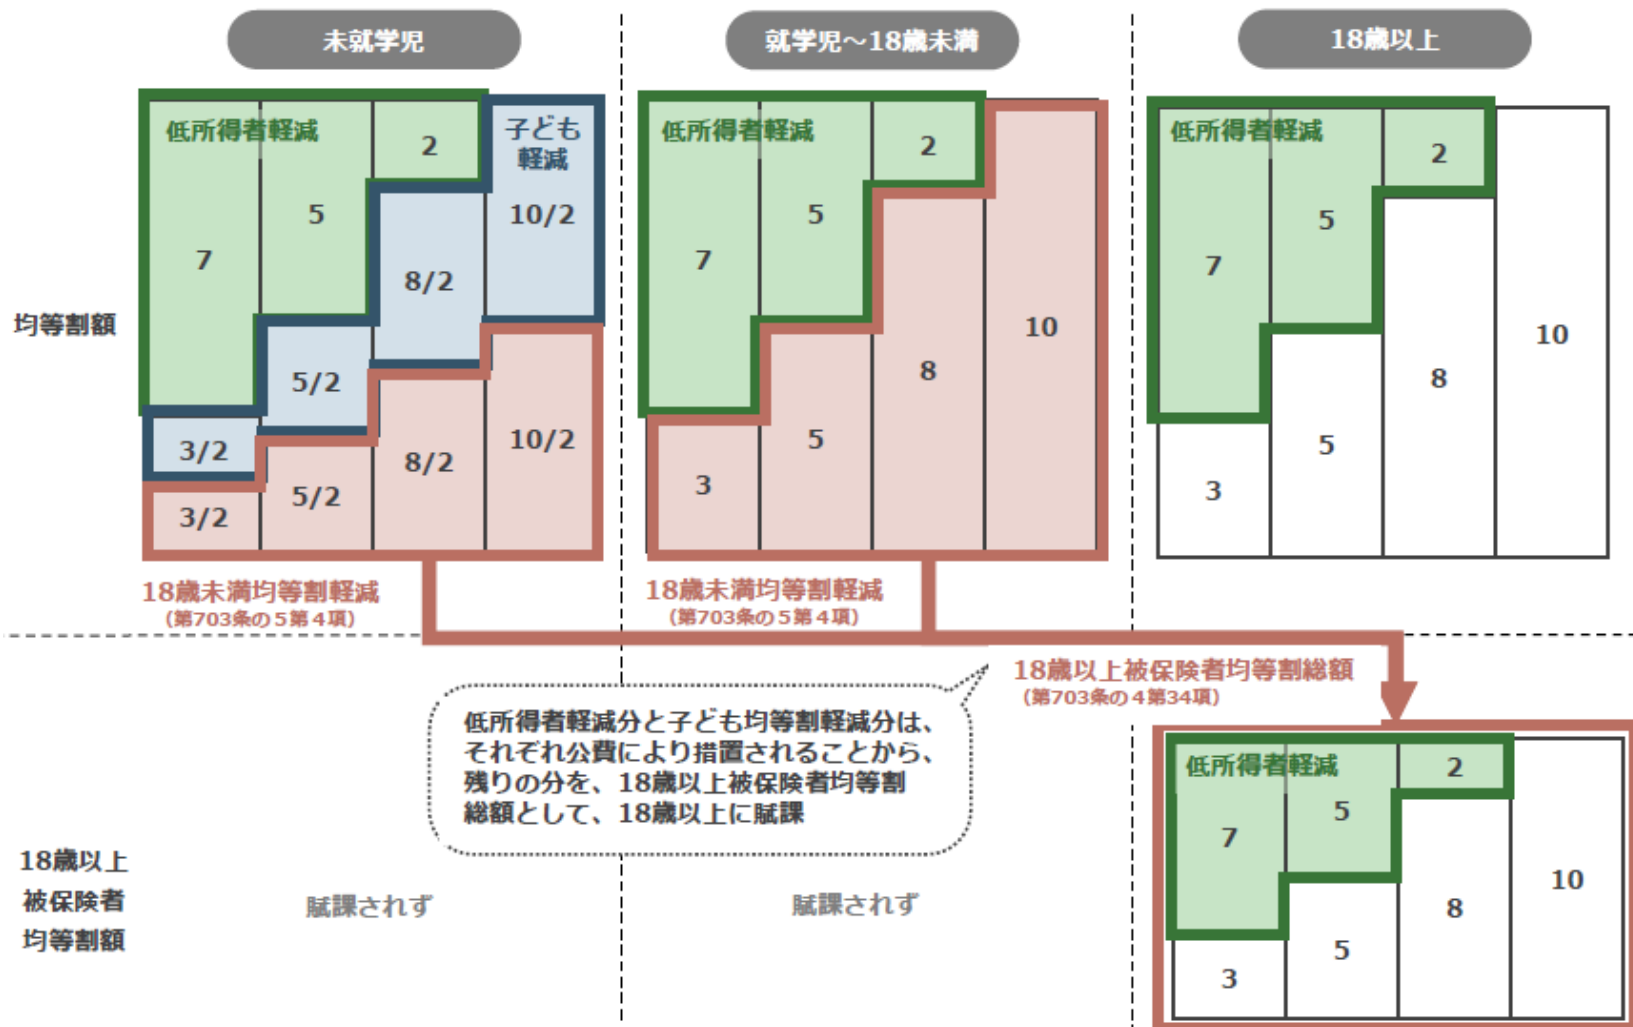 未就学児
就学児～18歳未満
18歳以上
均等割額
低所得者軽減
2
子ども
軽減
5
10/2
7
8/2
5/2
3/2
10/2
8/2
5/2
3/2
低所得者軽減
2
5
7
10
8
5
3
低所得者軽減
2
5
7
10
8
5
3
18歳未満均等割軽減
（第703条の５第４項）
18歳未満均等割軽減
（第703条の５第４項）
18歳以上被保険者均等割総額
（第703条の４第34項）
低所得者軽減分と子ども均等割軽減分は、
それぞれ公費により措置されることから、
残りの分を、18歳以上被保険者均等割
総額として、18歳以上に賦課
18歳以上
被保険者
均等割額
賦課されず
賦課されず
低所得者軽減
2
5
7
10
8
5
3